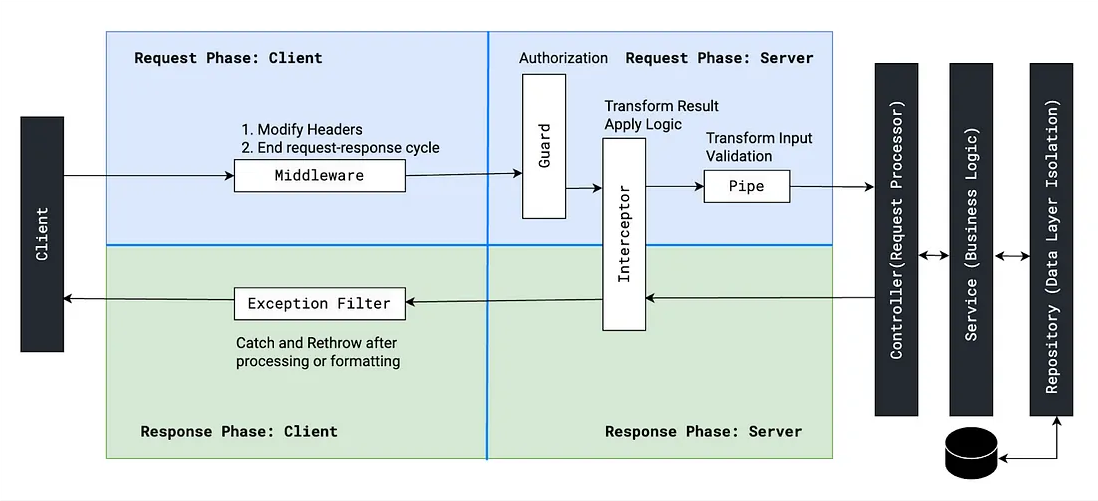 Request Phase: Client
Authorization
Request Phase: Server
1. Modify Headers
2. End request-response cycle
Middleware
Guard
Transform Result
Apply Logic
Transform Input
Validation
Pipe
Interceptor
Client
Exception Filter
Catch and Rethrow after
processing or formatting
Response Phase: Client
Response Phase: Server
Controller(Request Processor)
Service (Business Logic)
Repository (Data Layer Isolation)